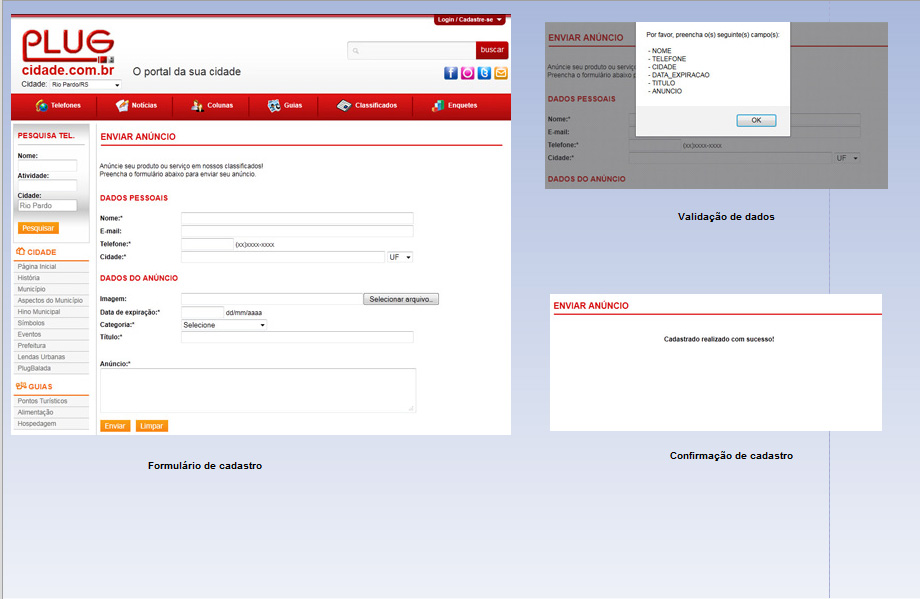 Login / Cadastre-se
PLUG
cidade.com.br
O portal da sua cidade
buscar
Cidade: Rio Pardo/RS
Telefones
Notícias
Colunas
Guias
Classificados
Enquetes
PESQUISA TEL.
Nome:
Atividade:
Cidade:
Rio Pardo
Pesquisar
CIDADE
Página Inicial
História
Município
Aspectos do Município
Hino Municipal
Símbolos
Eventos
Prefeitura
Lendas Urbanas
PlugBalada
GUIAS
Pontos Turísticos
Alimentação
Hospedagem
ENVIAR ANÚNCIO
Anúncie seu produto ou serviço em nossos classificados!
Preencha o formulário abaixo para enviar seu anúncio.
DADOS PESSOAIS
Nome:*
E-mail:
Telefone:* (xx)xxxx-xxxx
Cidade:* UF
DADOS DO ANÚNCIO
Imagem: Selecionar arquivo...
Data de expiração:* dd/mm/aaaa
Categoria:* Selecione
Título:*
Anúncio:*
Enviar Limpar
Formulário de cadastro
ENVIAR ANÚNCIO
Anúncie seu produto ou serviço
Preencha o formulário abaixo p
DADOS PESSOAIS
Nome:*
E-mail:
Telefone:* (xx)xxxx-xxxx
Cidade:* UF
DADOS DO ANÚNCIO
Por favor, preencha o(s) seguinte(s) campo(s):
- NOME
- TELEFONE
- CIDADE
- DATA_EXPIRACAO
- TITULO
- ANUNCIO
OK
Validação de dados
ENVIAR ANÚNCIO
Cadastrado realizado com sucesso!
Confirmação de cadastro